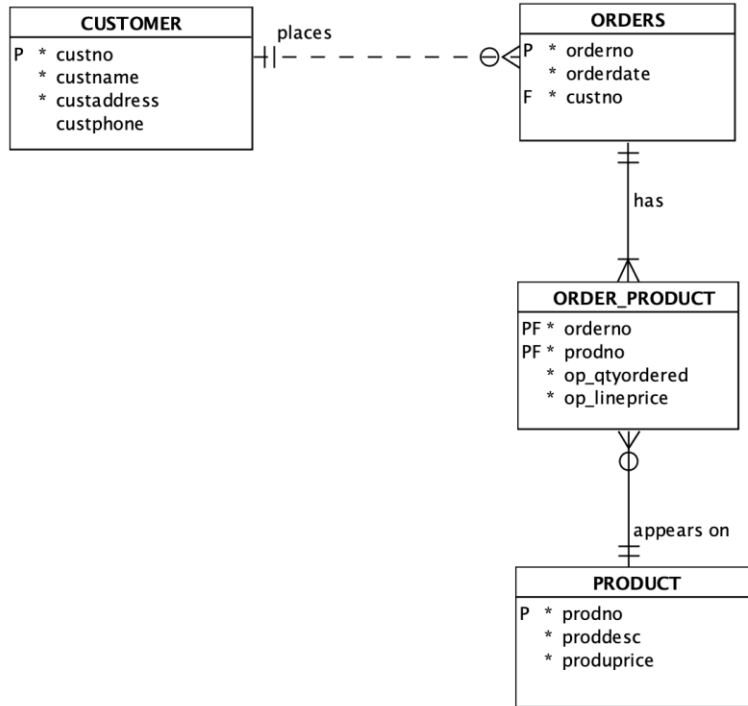 CUSTOMER
P * custno
* custname
* custaddress
custphone
places
ORDERS
P * orderno
* orderdate
F * custno
has
ORDER_PRODUCT
PF * orderno
PF * prodno
* op_qtyordered
* op_lineprice
appears on
PRODUCT
P * prodno
* proddesc
* produprice